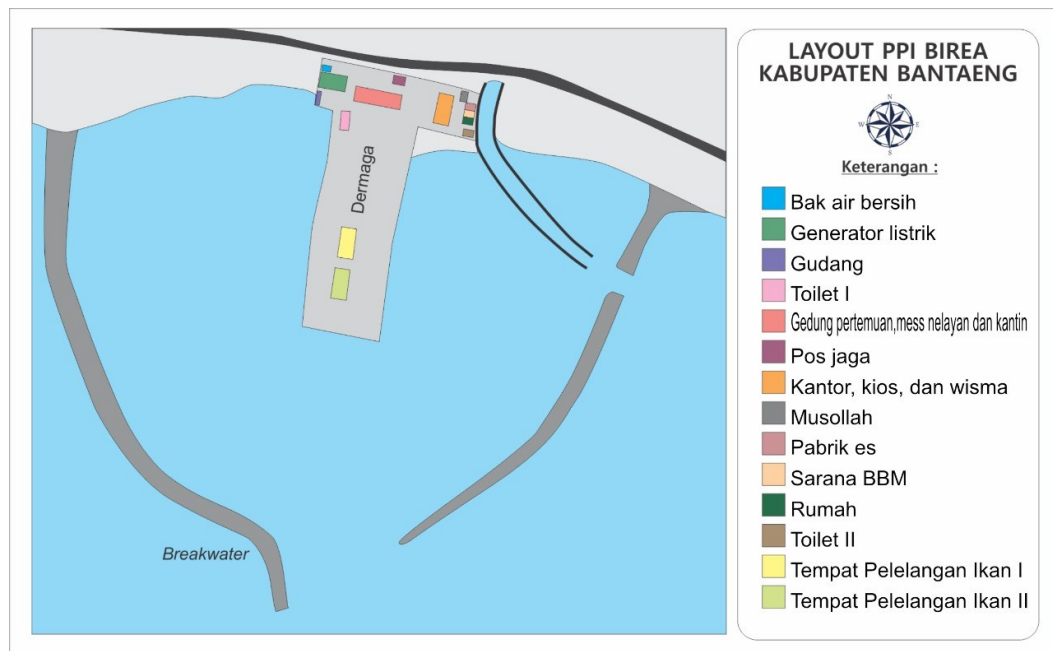 Dermaga
Breakwater
LAYOUT PPI BIREA
KABUPATEN BANTAENG
N
W E
S
Keterangan :
Bak air bersih
Generator listrik
Gudang
Toilet I
Gedung pertemuan,mess nelayan dan kantin
Pos jaga
Kantor, kios, dan wisma
Musollah
Pabrik es
Sarana BBM
Rumah
Toilet II
Tempat Pelelangan Ikan I
Tempat Pelelangan Ikan II